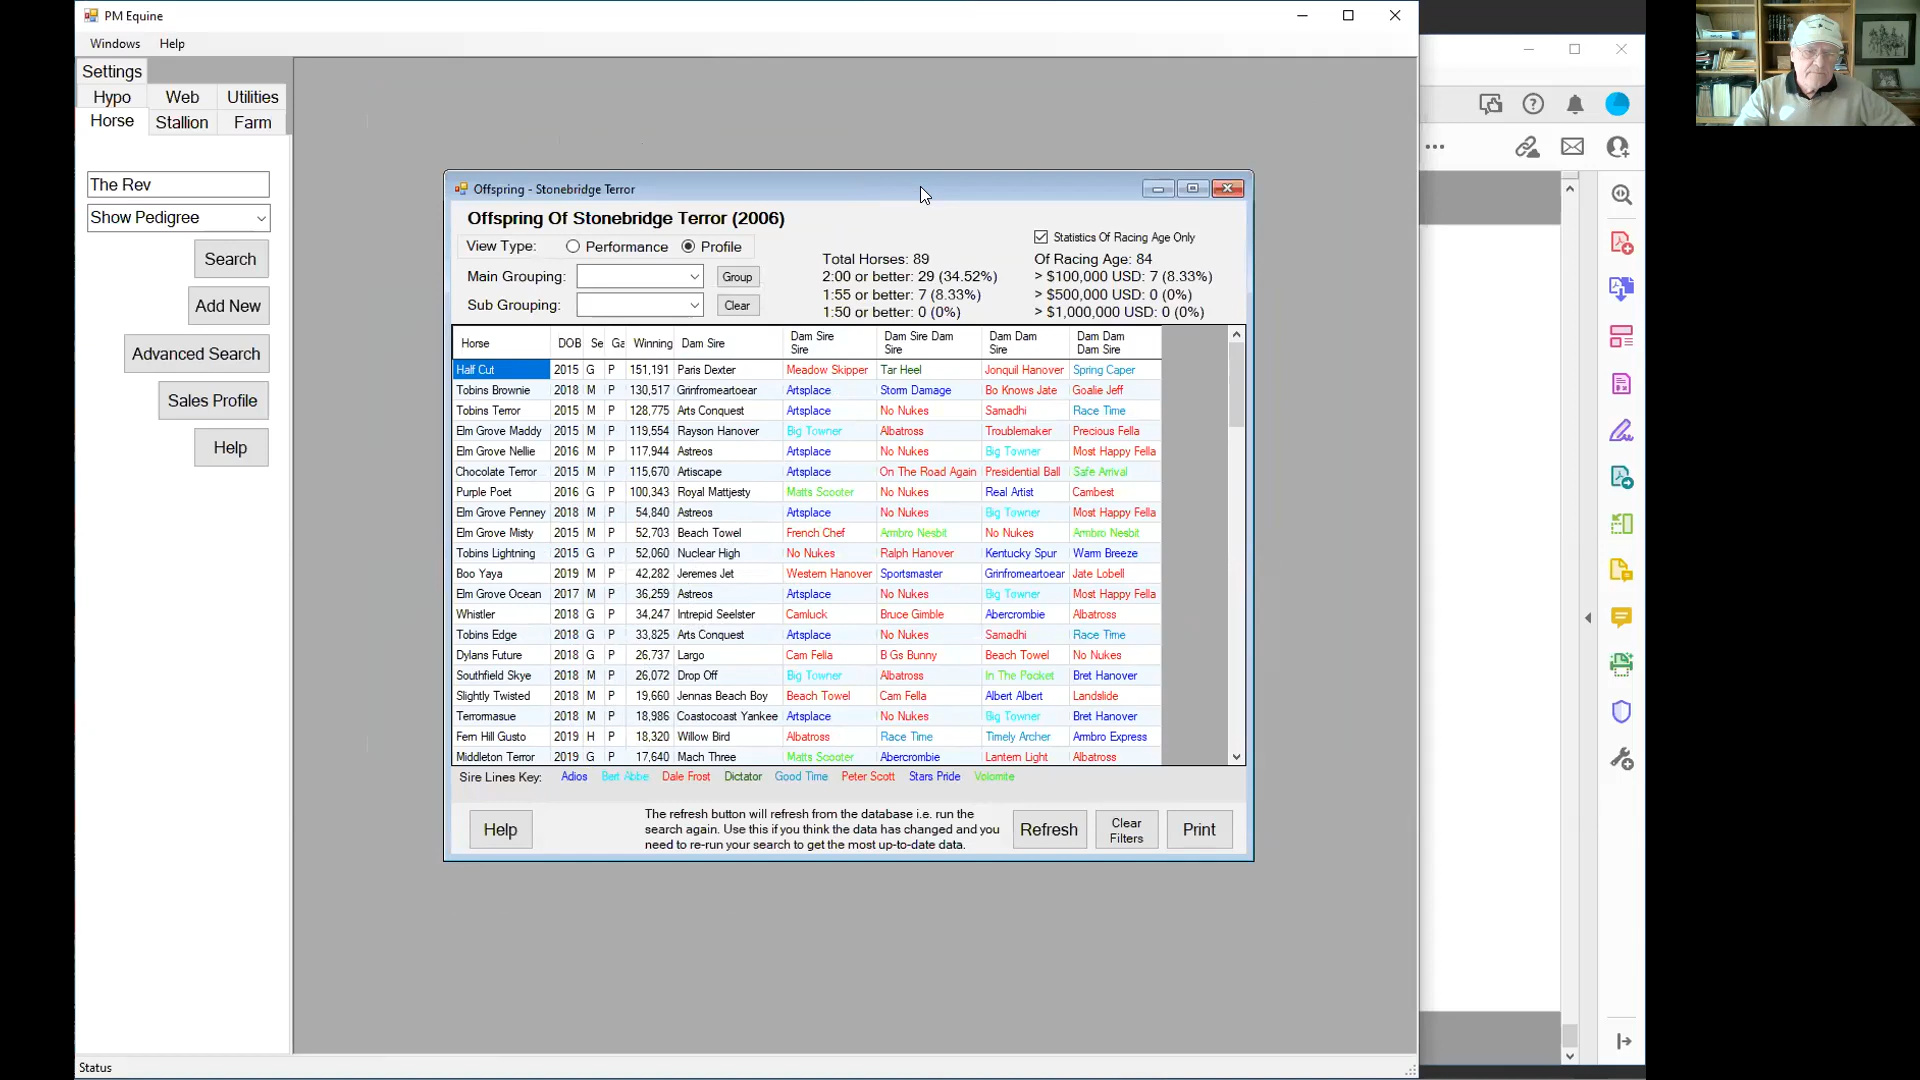 PM Equine
Windows Help
Settings
Hypo Web Utilities
Horse Stallion Farm
The Rev
Show Pedigree
Search
Add New
Advanced Search
Sales Profile
Help
Offspring - Stonebridge Terror
Offspring Of Stonebridge Terror (2006)
View Type: Performance Profile
Main Grouping: Group
Sub Grouping: Clear
Total Horses: 89
2:00 or better: 29 (34.52%)
1:55 or better: 7 (8.33%)
1:50 or better: 0 (0%)
Statistics Of Racing Age Only
Of Racing Age: 84
> $100,000 USD: 7 (8.33%)
> $500,000 USD: 0 (0%)
> $1,000,000 USD: 0 (0%)
Horse DOB Se Ga Winning Dam Sire Dam Sire Sire Dam Sire Dam Sire Dam Dam Sire Dam Dam Dam Sire
Half Cut 2015 G P 151,191 Paris Dexter Meadow Skipper Tar Heel Jonquil Hanover Spring Caper
Tobins Brownie 2018 M P 130,517 Grinfromeartoear Artsplace Storm Damage Bo Knows Jate Goalie Jeff
Tobins Terror 2015 M P 128,775 Arts Conquest Artsplace No Nukes Samadhi Race Time
Elm Grove Maddy 2015 M P 119,554 Rayson Hanover Big Towner Albatross Troublemaker Precious Fella
Elm Grove Nellie 2016 M P 117,944 Astreos Artsplace No Nukes Big Towner Most Happy Fella
Chocolate Terror 2015 M P 115,670 Artiscape Artsplace On The Road Again Presidential Ball Safe Arrival
Purple Poet 2016 G P 100,343 Royal Mattjesty Matts Scooter No Nukes Real Artist Cambest
Elm Grove Penney 2018 M P 54,840 Astreos Artsplace No Nukes Big Towner Most Happy Fella
Elm Grove Misty 2015 M P 52,703 Beach Towel French Chef Armbro Nesbit No Nukes Armbro Nesbit
Tobins Lightning 2015 G P 52,060 Nuclear High No Nukes Ralph Hanover Kentucky Spur Warm Breeze
Boo Yaya 2019 M P 42,282 Jeremes Jet Western Hanover Sportsmaster Grinfromeartoear Jate Lobell
Elm Grove Ocean 2017 M P 36,259 Astreos Artsplace No Nukes Big Towner Most Happy Fella
Whistler 2018 G P 34,247 Intrepid Seelster Camluck Bruce Gimble Abercrombie Albatross
Tobins Edge 2018 G P 33,825 Arts Conquest Artsplace No Nukes Samadhi Race Time
Dylans Future 2018 G P 26,737 Largo Cam Fella B Gs Bunny Beach Towel No Nukes
Southfield Skye 2018 M P 26,072 Drop Off Big Towner Albatross In The Pocket Bret Hanover
Slightly Twisted 2018 M P 19,660 Jennas Beach Boy Beach Towel Cam Fella Albert Albert Landslide
Terrormasue 2018 M P 18,986 Coastocoast Yankee Artsplace No Nukes Big Towner Bret Hanover
Fern Hill Gusto 2019 H P 18,320 Willow Bird Albatross Race Time Timely Archer Armbro Express
Middleton Terror 2019 G P 17,640 Mach Three Matts Scooter Abercrombie Lantern Light Albatross
Sire Lines Key: Adios Bert Abbe Dale Frost Dictator Good Time Peter Scott Stars Pride Volomite
Help
The refresh button will refresh from the database i.e. run the
search again. Use this if you think the data has changed and you
need to re-run your search to get the most up-to-date data.
Refresh
Clear
Filters
Print
Status